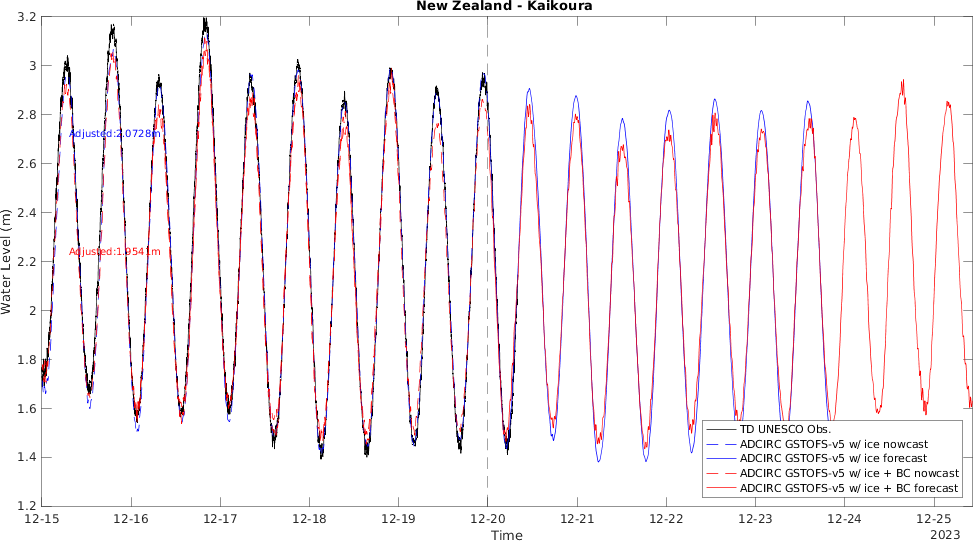 New Zealand - Kaikoura
Water Level (m)
3.2
3
2.8
2.6
2.4
2.2
2
1.8
1.6
1.4
1.2
Adjusted:2.0728m
Adjusted:1.9541m
TD UNESCO Obs.
ADCIRC GSTOFS-v5 w/ ice nowcast
ADCIRC GSTOFS-v5 w/ ice forecast
ADCIRC GSTOFS-v5 w/ ice + BC nowcast
ADCIRC GSTOFS-v5 w/ ice + BC forecast
12-15 12-16 12-17 12-18 12-19 12-20 12-21 12-22 12-23 12-24 12-25
2023
Time